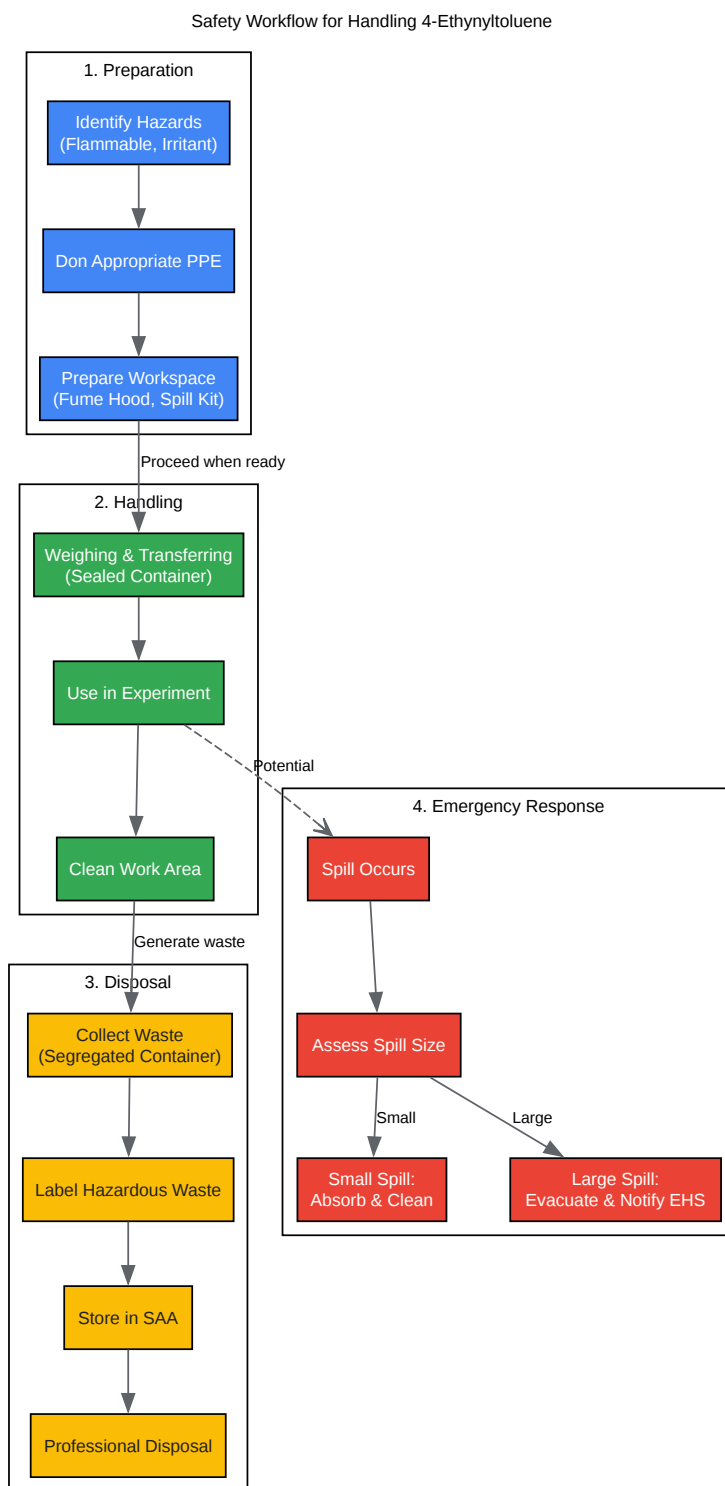 Safety Workflow for Handling 4-Ethynyltoluene
1. Preparation
Identify Hazards
(Flammable, Irritant)
Don Appropriate PPE
Prepare Workspace
(Fume Hood, Spill Kit)
Proceed when ready
2. Handling
Weighing & Transferring
(Sealed Container)
Use in Experiment
Potential
Clean Work Area
Generate waste
3. Disposal
Collect Waste
(Segregated Container)
Label Hazardous Waste
Store in SAA
Professional Disposal
4. Emergency Response
Spill Occurs
Assess Spill Size
Small
Large
Small Spill:
Absorb & Clean
Large Spill:
Evacuate & Notify EHS